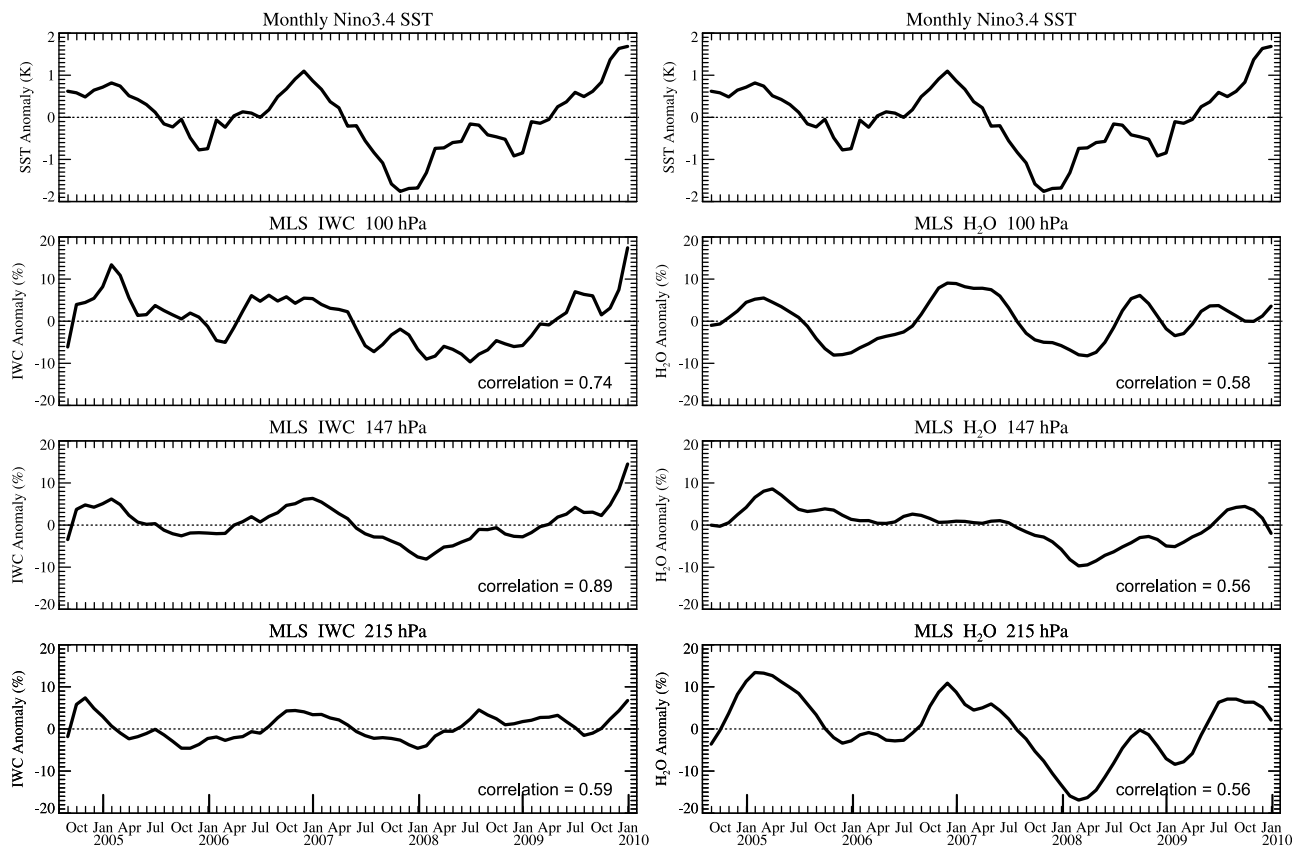 Monthly Nino3.4 SST
SST Anomaly (K)
2
1
0
-1
-2
MLS IWC 100 hPa
IWC Anomaly (%)
20
10
0
-10
-20
correlation = 0.74
MLS IWC 147 hPa
IWC Anomaly (%)
20
10
0
-10
-20
correlation = 0.89
MLS IWC 215 hPa
IWC Anomaly (%)
20
10
0
-10
-20
correlation = 0.59
Oct Jan Apr Jul Oct Jan Apr Jul Oct Jan Apr Jul Oct Jan Apr Jul Oct Jan Apr Jul Oct Jan
2005 2006 2007 2008 2009 2010
Monthly Nino3.4 SST
SST Anomaly (K)
2
1
0
-1
-2
MLS H₂O 100 hPa
H₂O Anomaly (%)
20
10
0
-10
-20
correlation = 0.58
MLS H₂O 147 hPa
H₂O Anomaly (%)
20
10
0
-10
-20
correlation = 0.56
MLS H₂O 215 hPa
H₂O Anomaly (%)
20
10
0
-10
-20
correlation = 0.56
Oct Jan Apr Jul Oct Jan Apr Jul Oct Jan Apr Jul Oct Jan Apr Jul Oct Jan Apr Jul Oct Jan
2005 2006 2007 2008 2009 2010